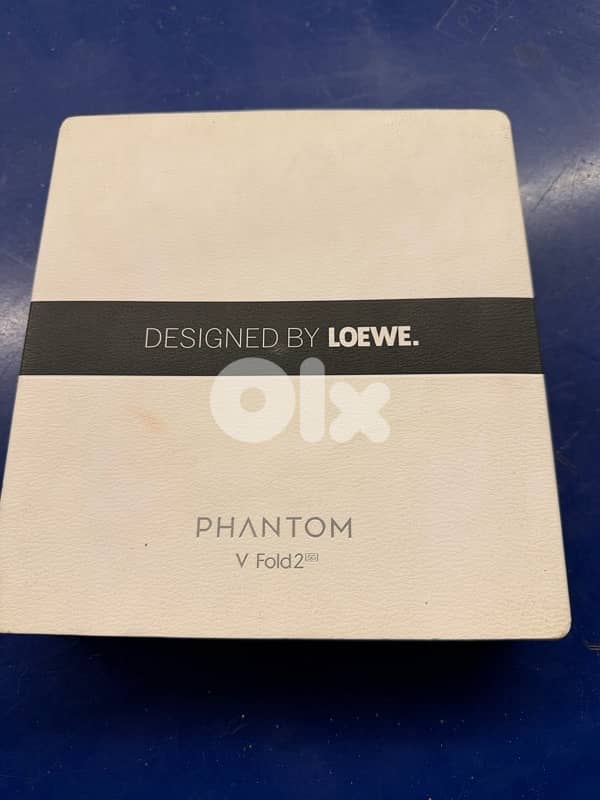 DESIGNED BY LOEWE.
Olx
PHANTOM
V Fold2 5G